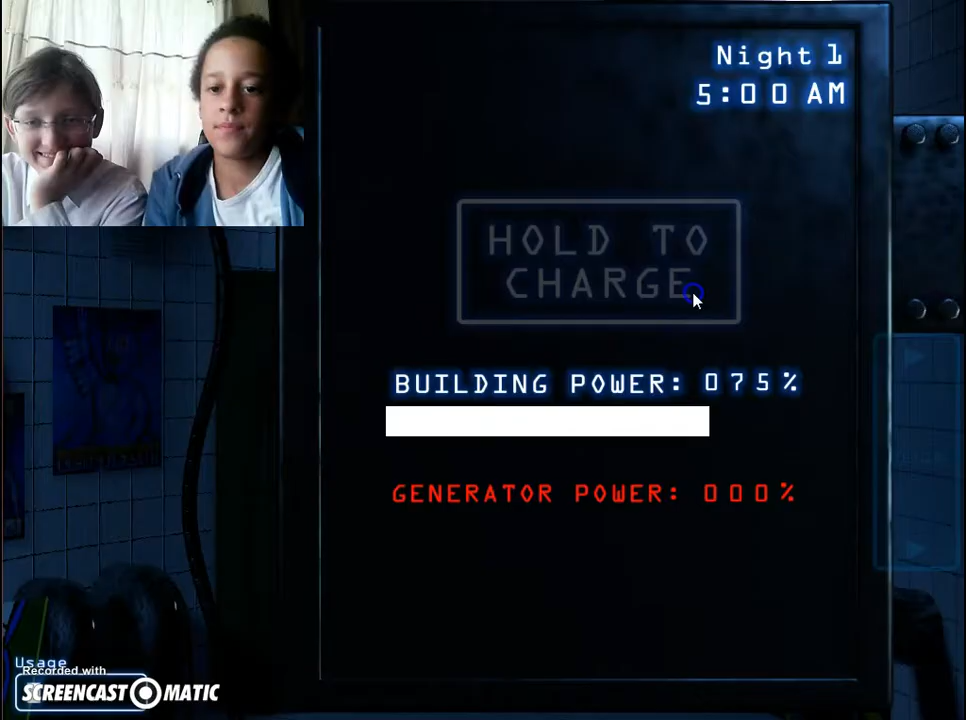 Night 1
5:00 AM
HOLD TO
CHARGE
BUILDING POWER: 075%
GENERATOR POWER: 000%
Usage
Recorded with
SCREENCAST MATIC